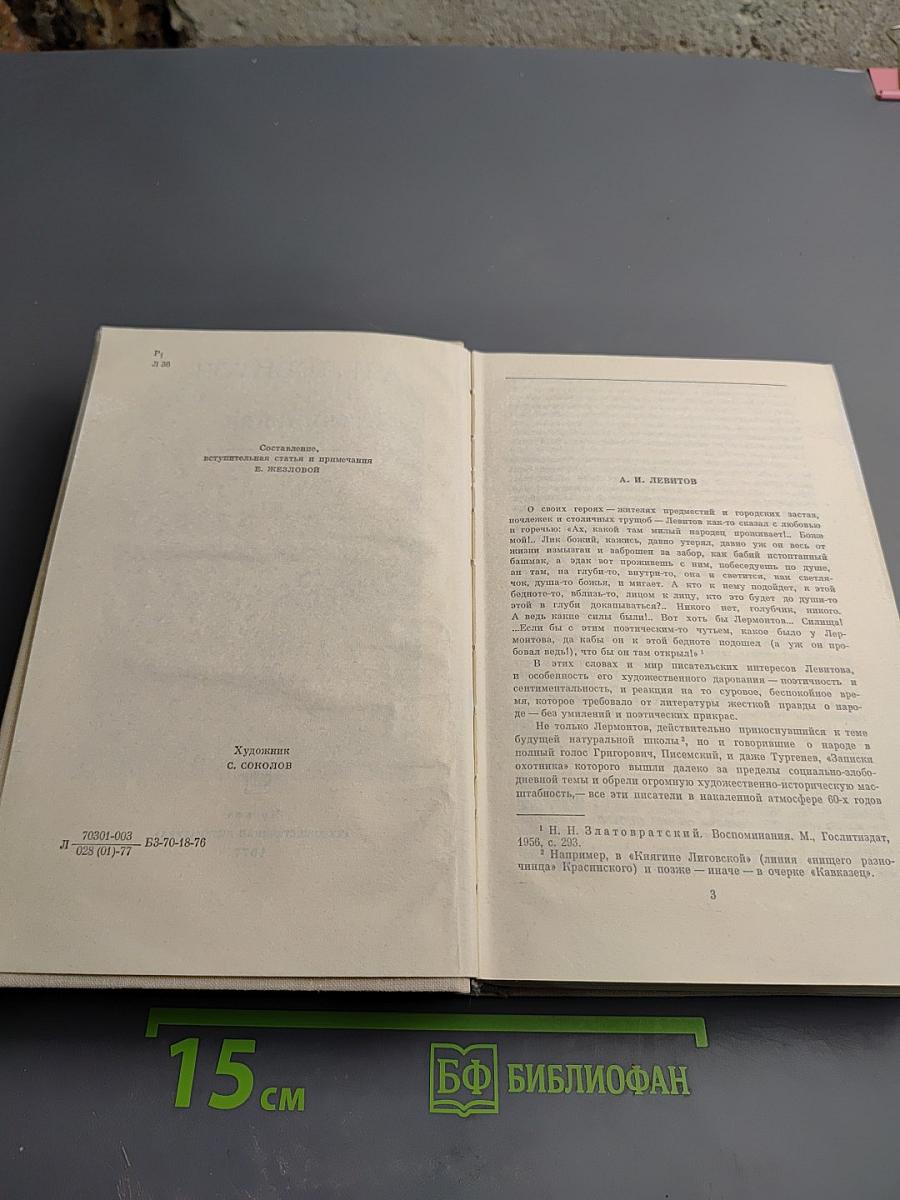 Р1
Л 36
Составление,
вступительная статья и примечания
Е. ЖЕЗЛОВОЙ
Художник
С. СОКОЛОВ
Л 70301-003
028 (01)-77 БЗ-70-18-76
А. И. ЛЕВИТОВ
О своих героях — жителях предместий и городских застав,
ночлежек и столичных трущоб — Левитов как-то сказал с любовью
и горечью: «Ах, какой там милый народец проживает!.. Боже
мой!.. Лик божий, кажись, давно утерял, давно уж он весь от
жизни измызган и заброшен за забор, как бабий истоптанный
башмак, а эдак вот проживешь с ним, побеседуешь по душе,
ан там, на глуби-то, внутри-то, она и светится, как светля-
чок, душа-то божья, и мигает. А кто к нему подойдет, к этой
бедноте-то, вблизь-то, лицом к лицу, кто это будет до души-то
этой в глуби докапываться?.. Никого нет, голубчик, никого.
А ведь какие силы были!.. Вот хоть бы Лермонтов... Силища!
...Если бы с этим поэтическим-то чутьем, какое было у Лер-
монтова, да кабы он к этой бедноте подошел (а уж он про-
бовал ведь!), что бы он там открыл!» 1
В этих словах и мир писательских интересов Левитова,
и особенность его художественного дарования — поэтичность и
сентиментальность, и реакция на то суровое, беспокойное вре-
мя, которое требовало от литературы жесткой правды о наро-
де — без умилений и поэтических прикрас.
Не только Лермонтов, действительно прикоснувшийся к теме
будущей натуральной школы 2, но и говорившие о народе в
полный голос Григорович, Писемский, и даже Тургенев, «Записки
охотника» которого вышли далеко за пределы социально-злобо-
дневной темы и обрели огромную художественно-историческую мас-
штабность,— все эти писатели в накаленной атмосфере 60-х годов
1 Н. Н. Златовратский. Воспоминания. М., Гослитиздат,
1956, с. 293.
2 Например, в «Княгине Лиговской» (линия «нищего разно-
чинца» Красинского) и позже — иначе — в очерке «Кавказец».
3
15 см
БФ БИБЛИОФАН